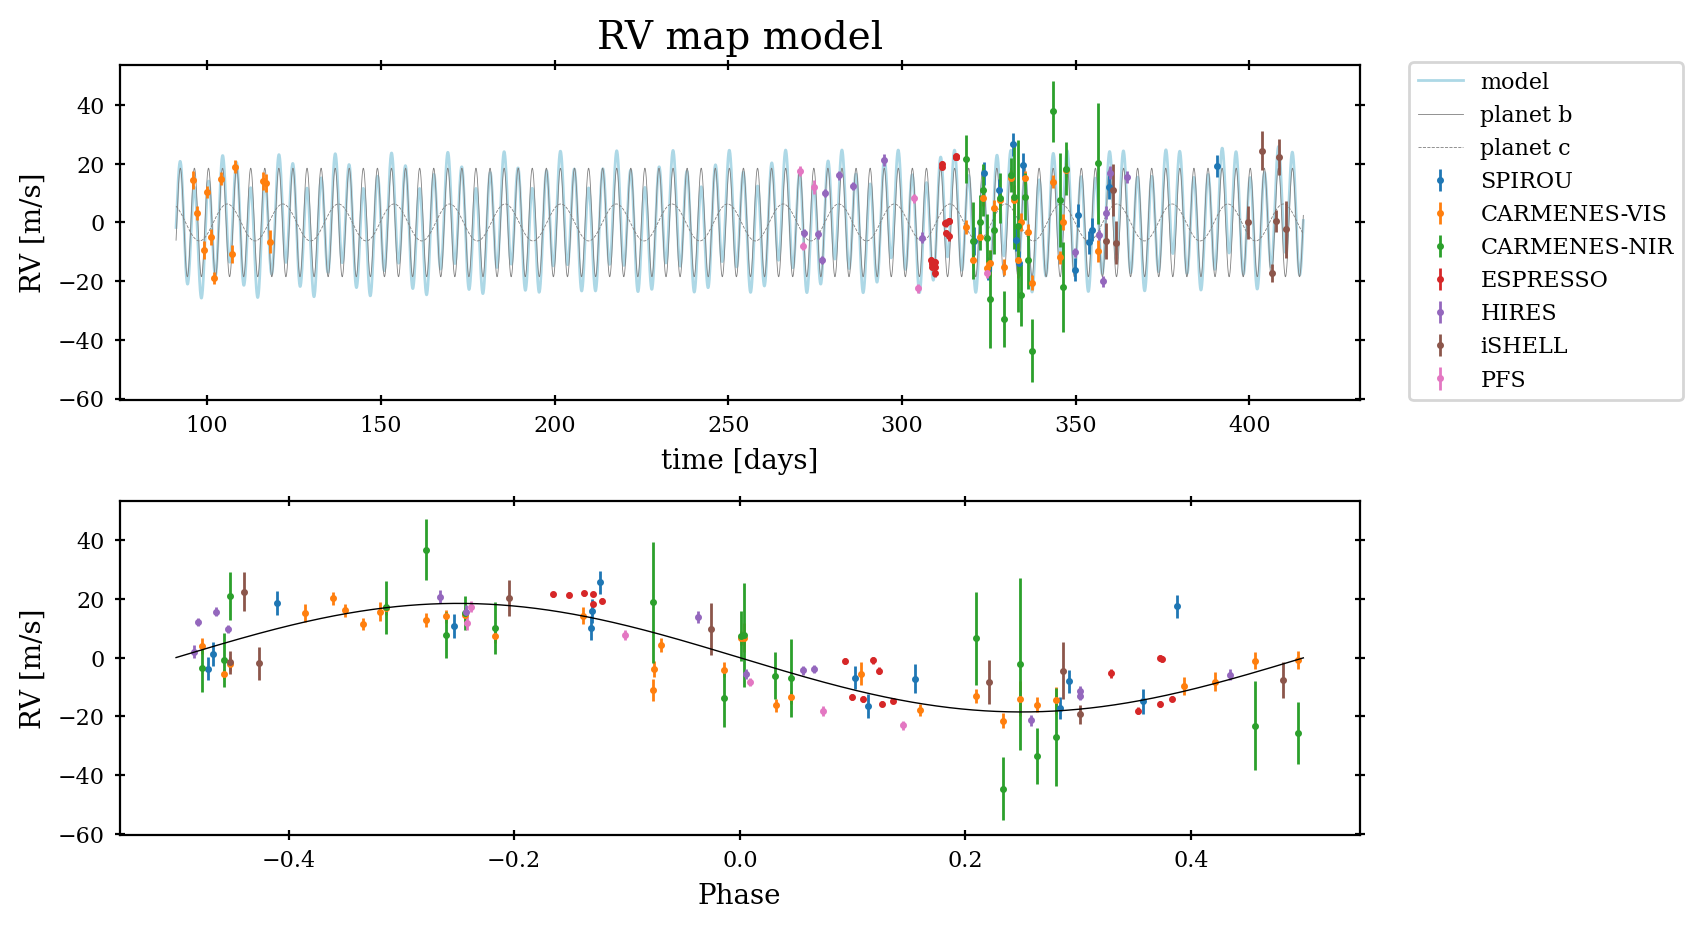 RV map model
RV [m/s]
40
20
0
−20
−40
−60
100
150
200
250
300
350
400
time [days]
model
planet b
planet c
SPIROU
CARMENES-VIS
CARMENES-NIR
ESPRESSO
HIRES
iSHELL
PFS
RV [m/s]
40
20
0
−20
−40
−60
−0.4
−0.2
0.0
0.2
0.4
Phase